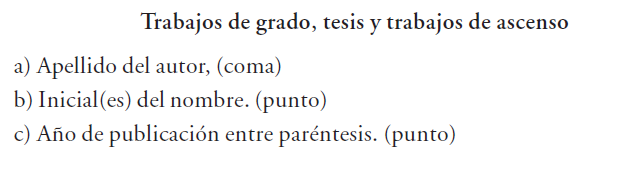 Trabajos de grado, tesis y trabajos de ascenso
a) Apellido del autor, (coma)
b) Inicial(es) del nombre. (punto)
c) Año de publicación entre paréntesis. (punto)